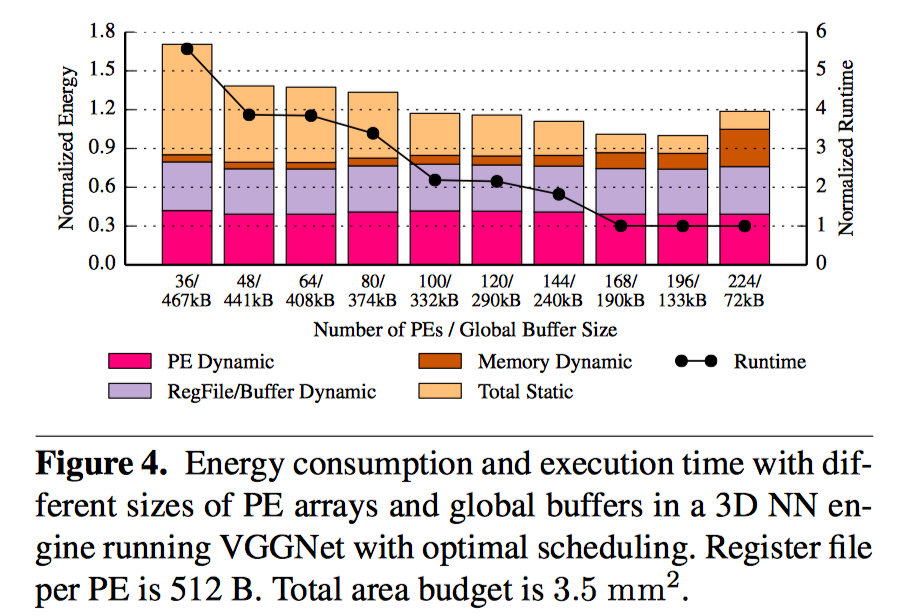 1.8
1.5
1.2
0.9
0.6
0.3
0.0
Normalized Energy
6
5
4
3
2
1
0
Normalized Runtime
36/ 48/ 64/ 80/ 100/ 120/ 144/ 168/ 196/ 224/
467kB 441kB 408kB 374kB 332kB 290kB 240kB 190kB 133kB 72kB
Number of PEs / Global Buffer Size
PE Dynamic Memory Dynamic Runtime
RegFile/Buffer Dynamic Total Static
Figure 4. Energy consumption and execution time with dif-
ferent sizes of PE arrays and global buffers in a 3D NN en-
gine running VGGNet with optimal scheduling. Register file
per PE is 512 B. Total area budget is 3.5 mm².